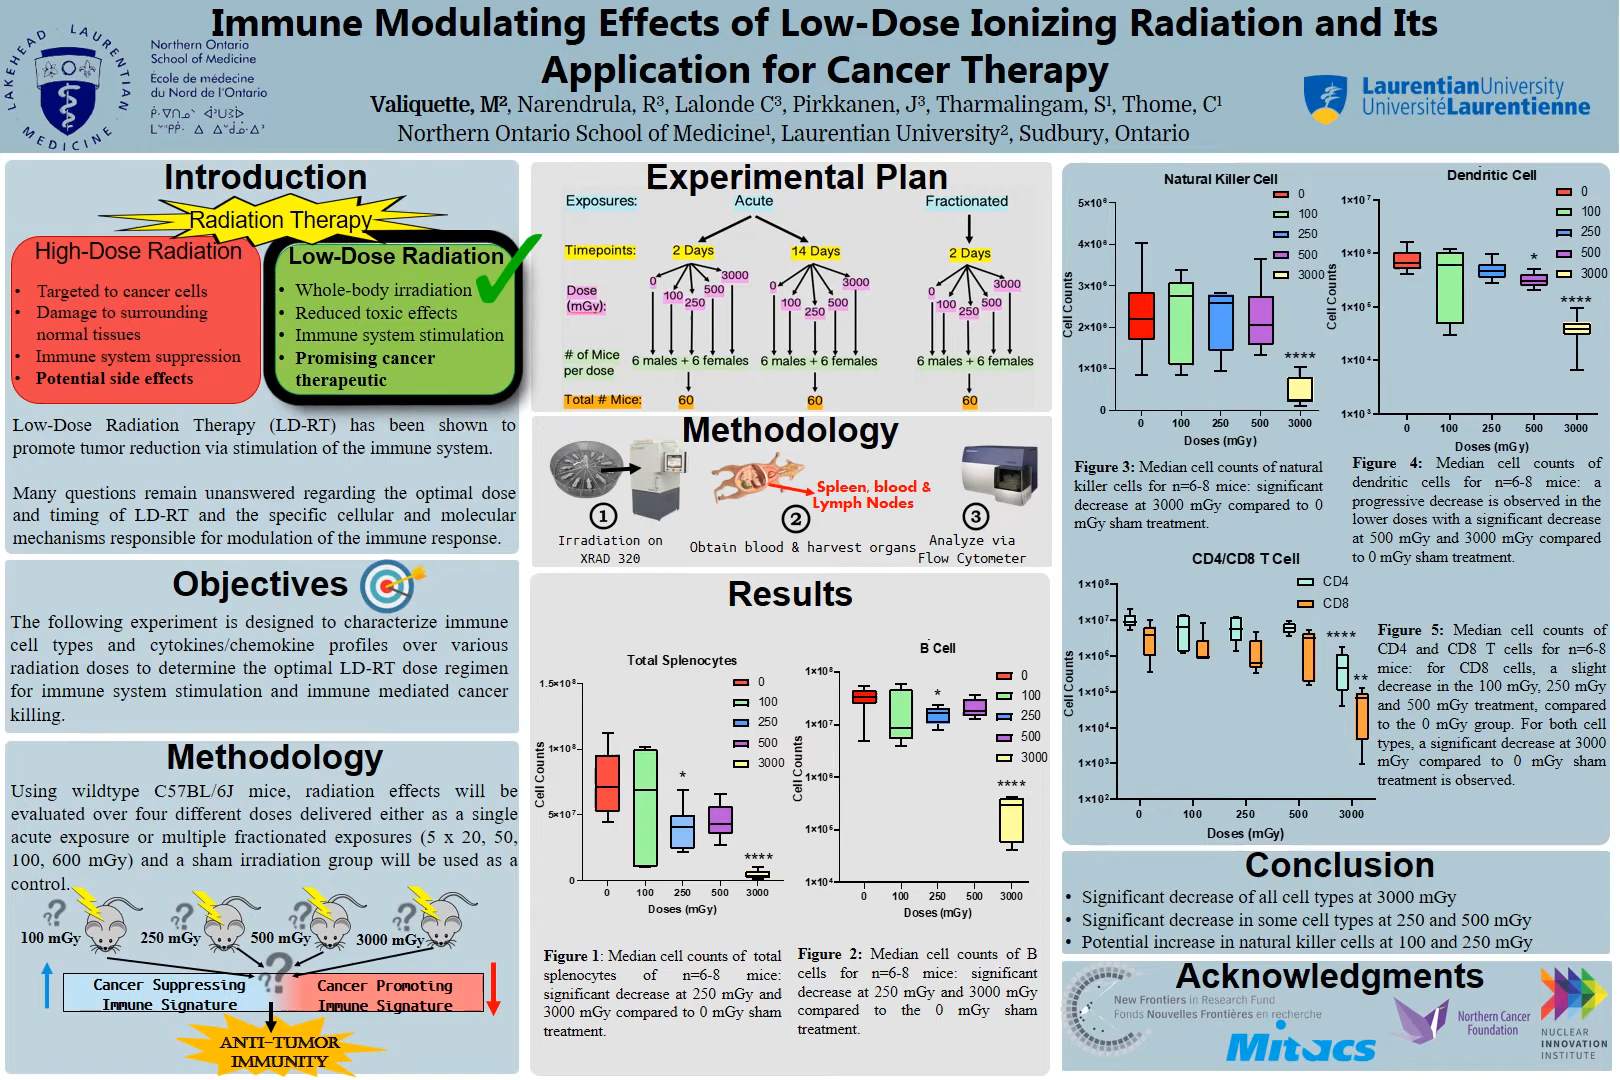 Immune Modulating Effects of Low-Dose Ionizing Radiation and Its
Application for Cancer Therapy
Valiquette, M², Narendrula, R³, Lalonde C³, Pirkkanen, J³, Tharmalingam, S¹, Thome, C¹
Northern Ontario School of Medicine¹, Laurentian University², Sudbury, Ontario
LAKEHEAD · LAURENTIAN
MEDICINE
Northern Ontario
School of Medicine
École de médecine
du Nord de l'Ontario
LaurentianUniversity
UniversitéLaurentienne
Introduction
Radiation Therapy
High-Dose Radiation
• Targeted to cancer cells
• Damage to surrounding
normal tissues
• Immune system suppression
• Potential side effects
Low-Dose Radiation
• Whole-body irradiation
• Reduced toxic effects
• Immune system stimulation
• Promising cancer
therapeutic
Low-Dose Radiation Therapy (LD-RT) has been shown to
promote tumor reduction via stimulation of the immune system.
Many questions remain unanswered regarding the optimal dose
and timing of LD-RT and the specific cellular and molecular
mechanisms responsible for modulation of the immune response.
Objectives
The following experiment is designed to characterize immune
cell types and cytokines/chemokine profiles over various
radiation doses to determine the optimal LD-RT dose regimen
for immune system stimulation and immune mediated cancer
killing.
Methodology
Using wildtype C57BL/6J mice, radiation effects will be
evaluated over four different doses delivered either as a single
acute exposure or multiple fractionated exposures (5 x 20, 50,
100, 600 mGy) and a sham irradiation group will be used as a
control.
? ? ? ?
100 mGy 250 mGy 500 mGy 3000 mGy
?
Cancer Suppressing
Immune Signature
Cancer Promoting
Immune Signature
ANTI-TUMOR
IMMUNITY
Experimental Plan
Exposures: Acute Fractionated
Timepoints: 2 Days 14 Days 2 Days
Dose
(mGy):
0 100 250 500 3000
0 100 250 500 3000
0 100 250 500 3000
# of Mice
per dose
6 males + 6 females 6 males + 6 females 6 males + 6 females
Total # Mice: 60 60 60
Methodology
Spleen, blood &
Lymph Nodes
1
2
3
Irradiation on
XRAD 320
Obtain blood & harvest organs
Analyze via
Flow Cytometer
Results
Total Splenocytes
Cell Counts
1.5×10⁸
1×10⁸
5×10⁷
0
0
100
250
500
3000
*
****
0 100 250 500 3000
Doses (mGy)
Figure 1: Median cell counts of total
splenocytes of n=6-8 mice:
significant decrease at 250 mGy and
3000 mGy compared to 0 mGy sham
treatment.
B Cell
Cell Counts
1×10⁸
1×10⁷
1×10⁶
1×10⁵
1×10⁴
0
100
250
500
3000
*
****
0 100 250 500 3000
Doses (mGy)
Figure 2: Median cell counts of B
cells for n=6-8 mice: significant
decrease at 250 mGy and 3000 mGy
compared to the 0 mGy sham
treatment.
Natural Killer Cell
Cell Counts
5×10⁶
4×10⁶
3×10⁶
2×10⁶
1×10⁶
0
0
100
250
500
3000
****
0 100 250 500 3000
Doses (mGy)
Figure 3: Median cell counts of natural
killer cells for n=6-8 mice: significant
decrease at 3000 mGy compared to 0
mGy sham treatment.
Dendritic Cell
Cell Counts
1×10⁷
1×10⁶
1×10⁵
1×10⁴
1×10³
0
100
250
500
3000
*
****
0 100 250 500 3000
Doses (mGy)
Figure 4: Median cell counts of
dendritic cells for n=6-8 mice: a
progressive decrease is observed in the
lower doses with a significant decrease
at 500 mGy and 3000 mGy compared
to 0 mGy sham treatment.
CD4/CD8 T Cell
Cell Counts
1×10⁸
1×10⁷
1×10⁶
1×10⁵
1×10⁴
1×10³
1×10²
CD4
CD8
****
**
0 100 250 500 3000
Doses (mGy)
Figure 5: Median cell counts of
CD4 and CD8 T cells for n=6-8
mice: for CD8 cells, a slight
decrease in the 100 mGy, 250 mGy
and 500 mGy treatment, compared
to the 0 mGy group. For both cell
types, a significant decrease at 3000
mGy compared to 0 mGy sham
treatment is observed.
Conclusion
• Significant decrease of all cell types at 3000 mGy
• Significant decrease in some cell types at 250 and 500 mGy
• Potential increase in natural killer cells at 100 and 250 mGy
Acknowledgments
New Frontiers in Research Fund
Fonds Nouvelles Frontières en recherche
Mitacs
Northern Cancer
Foundation
NUCLEAR
INNOVATION
INSTITUTE